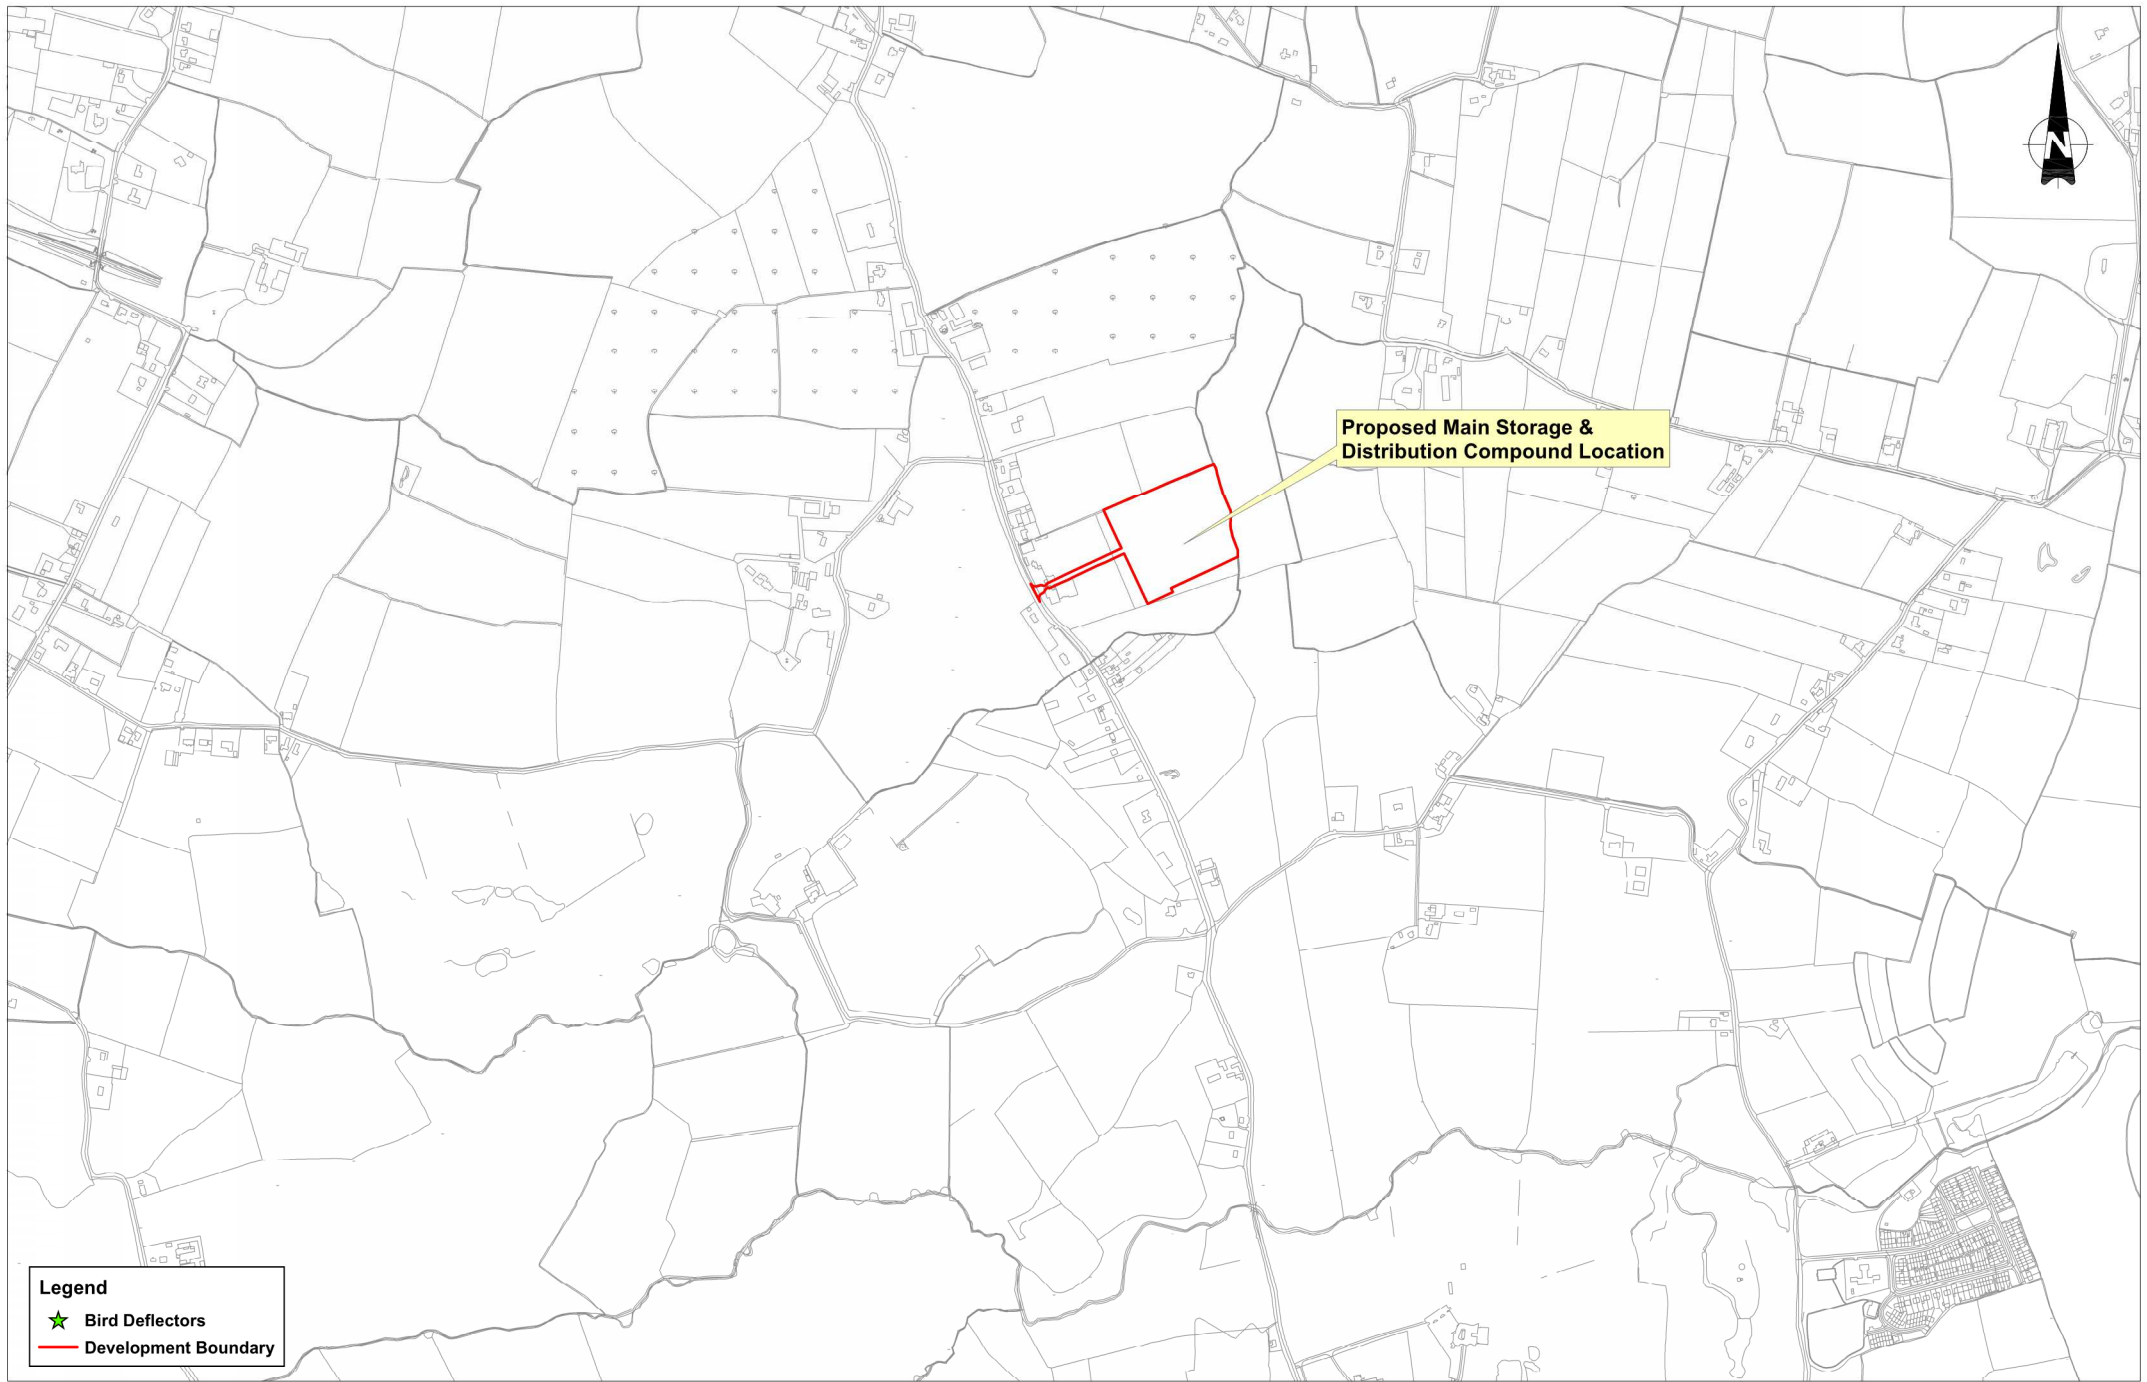 N
Proposed Main Storage &
Distribution Compound Location
Legend
Bird Deflectors
Development Boundary